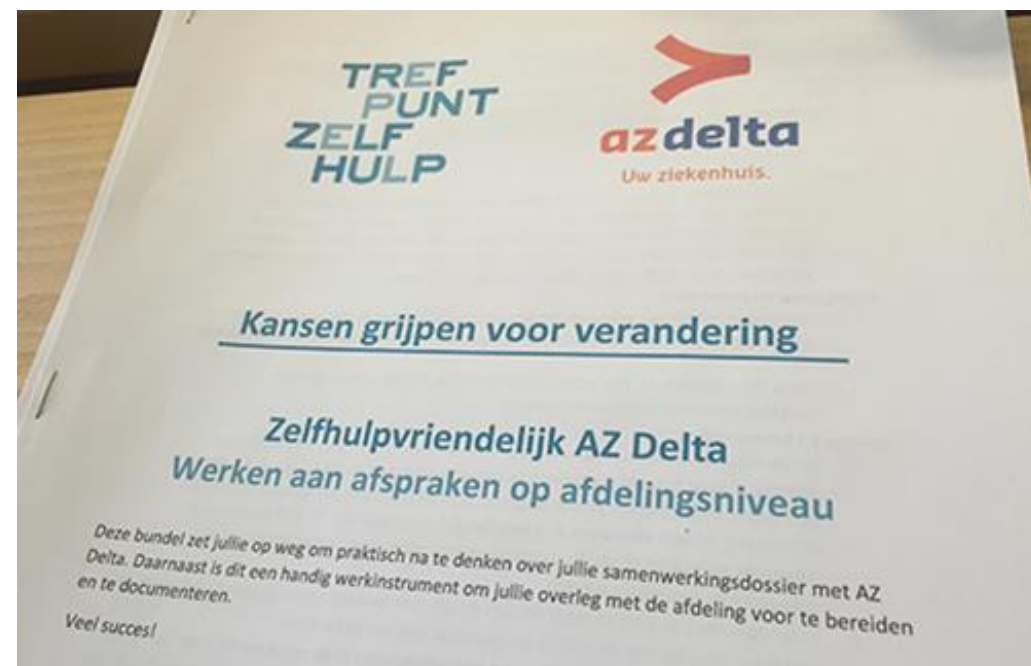 TREF
PUNT
ZELF
HULP
azdelta
Uw ziekenhuis.
Kansen grijpen voor verandering
Zelfhulpvriendelijk AZ Delta
Werken aan afspraken op afdelingsniveau
Deze bundel zet jullie op weg om praktisch na te denken over jullie samenwerkingsdossier met AZ
Delta. Daarnaast is dit een handig werkinstrument om jullie overleg met de afdeling voor te bereiden
en te documenteren.
Veel succes!